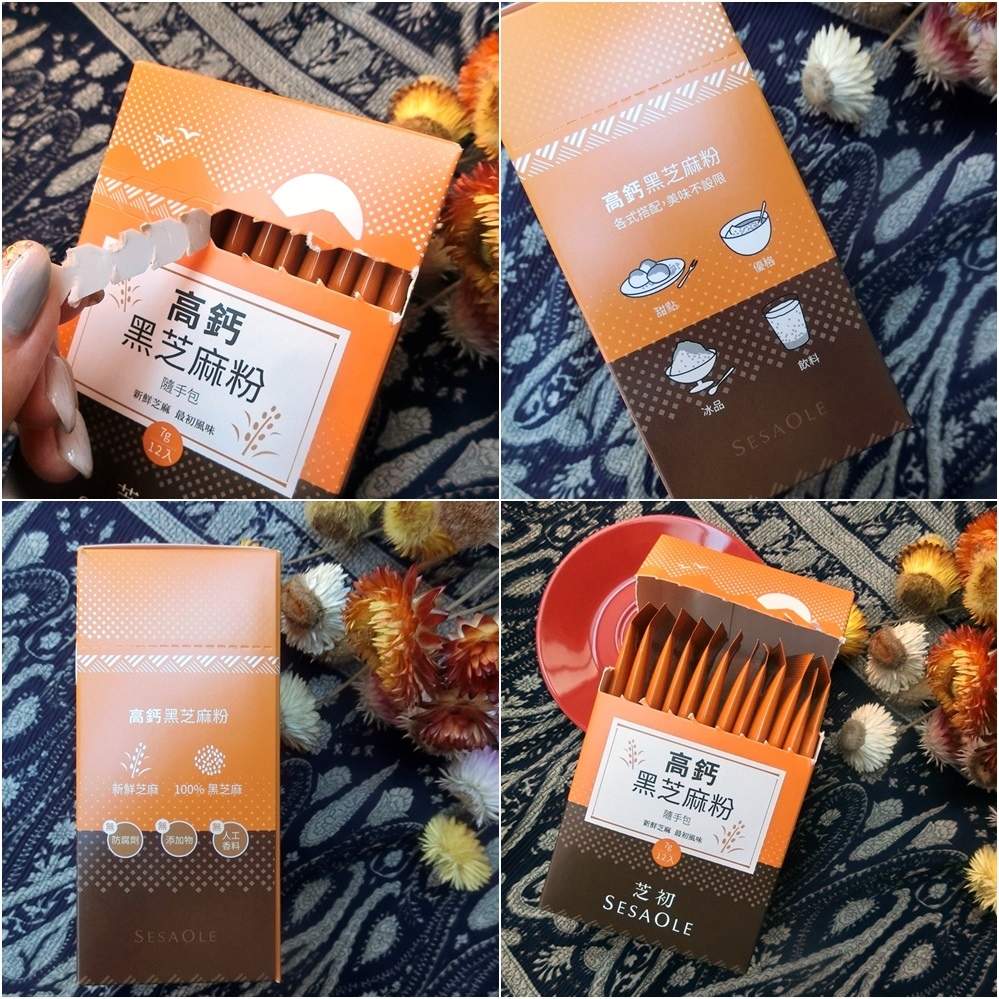 高鈣
黑芝麻粉
隨手包
新鮮芝麻 最初風味
7g
12入
高鈣黑芝麻粉
各式搭配,美味不設限
優格
甜點
飲料
冰品
SESAOLE
高鈣黑芝麻粉
新鮮芝麻 100% 黑芝麻
無 防腐劑 無 添加物 無 人工香料
SESAOLE
高鈣
黑芝麻粉
隨手包
新鮮芝麻 最初風味
7g
12入
芝初
SESAOLE